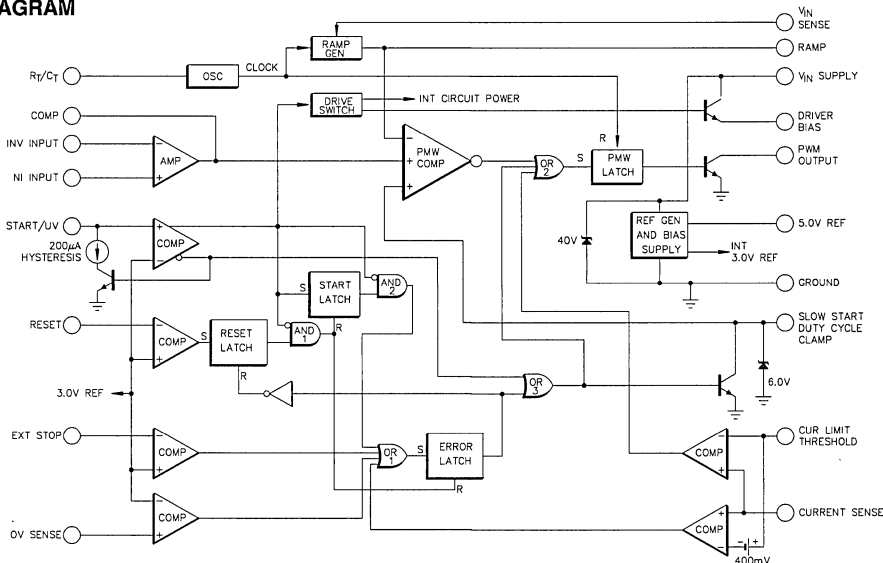 AGRAM
V_IN SENSE
RAMP GEN
RAMP
R_T/C_T
OSC
CLOCK
V_IN SUPPLY
DRIVE SWITCH
INT CIRCUIT POWER
COMP
DRIVER BIAS
R
INV INPUT
AMP
−
+
PMW COMP
−
+
+
OR 2
S
PMW LATCH
PWM OUTPUT
NI INPUT
START/UV
COMP
+
−
200µA HYSTERESIS
40V
REF GEN AND BIAS SUPPLY
5.0V REF
INT 3.0V REF
S
START LATCH
AND 2
GROUND
RESET
COMP
−
+
S
RESET LATCH
AND 1
R
R
SLOW START DUTY CYCLE CLAMP
3.0V REF
OR 3
6.0V
EXT STOP
COMP
−
+
OR 1
S
ERROR LATCH
R
COMP
−
+
CUR LIMIT THRESHOLD
OV SENSE
COMP
−
+
COMP
+
−
CURRENT SENSE
− +
400mV